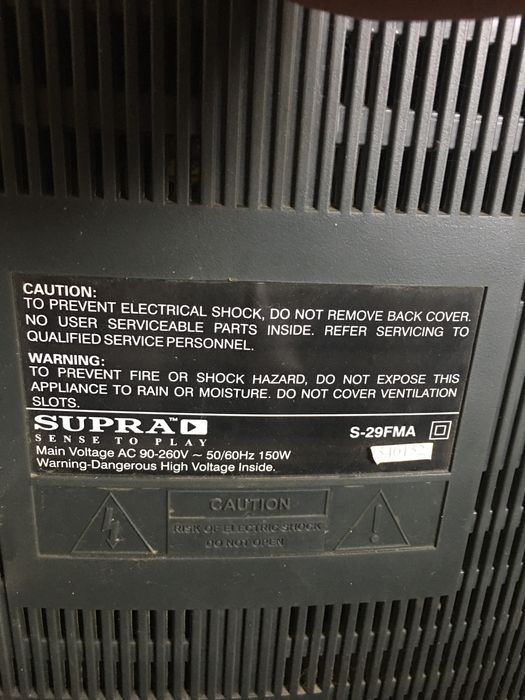 CAUTION:
TO PREVENT ELECTRICAL SHOCK, DO NOT REMOVE BACK COVER.
NO USER SERVICEABLE PARTS INSIDE. REFER SERVICING TO
QUALIFIED SERVICE PERSONNEL.
WARNING:
TO PREVENT FIRE OR SHOCK HAZARD, DO NOT EXPOSE THIS
APPLIANCE TO RAIN OR MOISTURE. DO NOT COVER VENTILATION
SLOTS.
SUPRA™
SENSE TO PLAY
S-29FMA
Main Voltage AC 90-260V ~ 50/60Hz 150W
Warning-Dangerous High Voltage Inside.
CAUTION
RISK OF ELECTRIC SHOCK
DO NOT OPEN